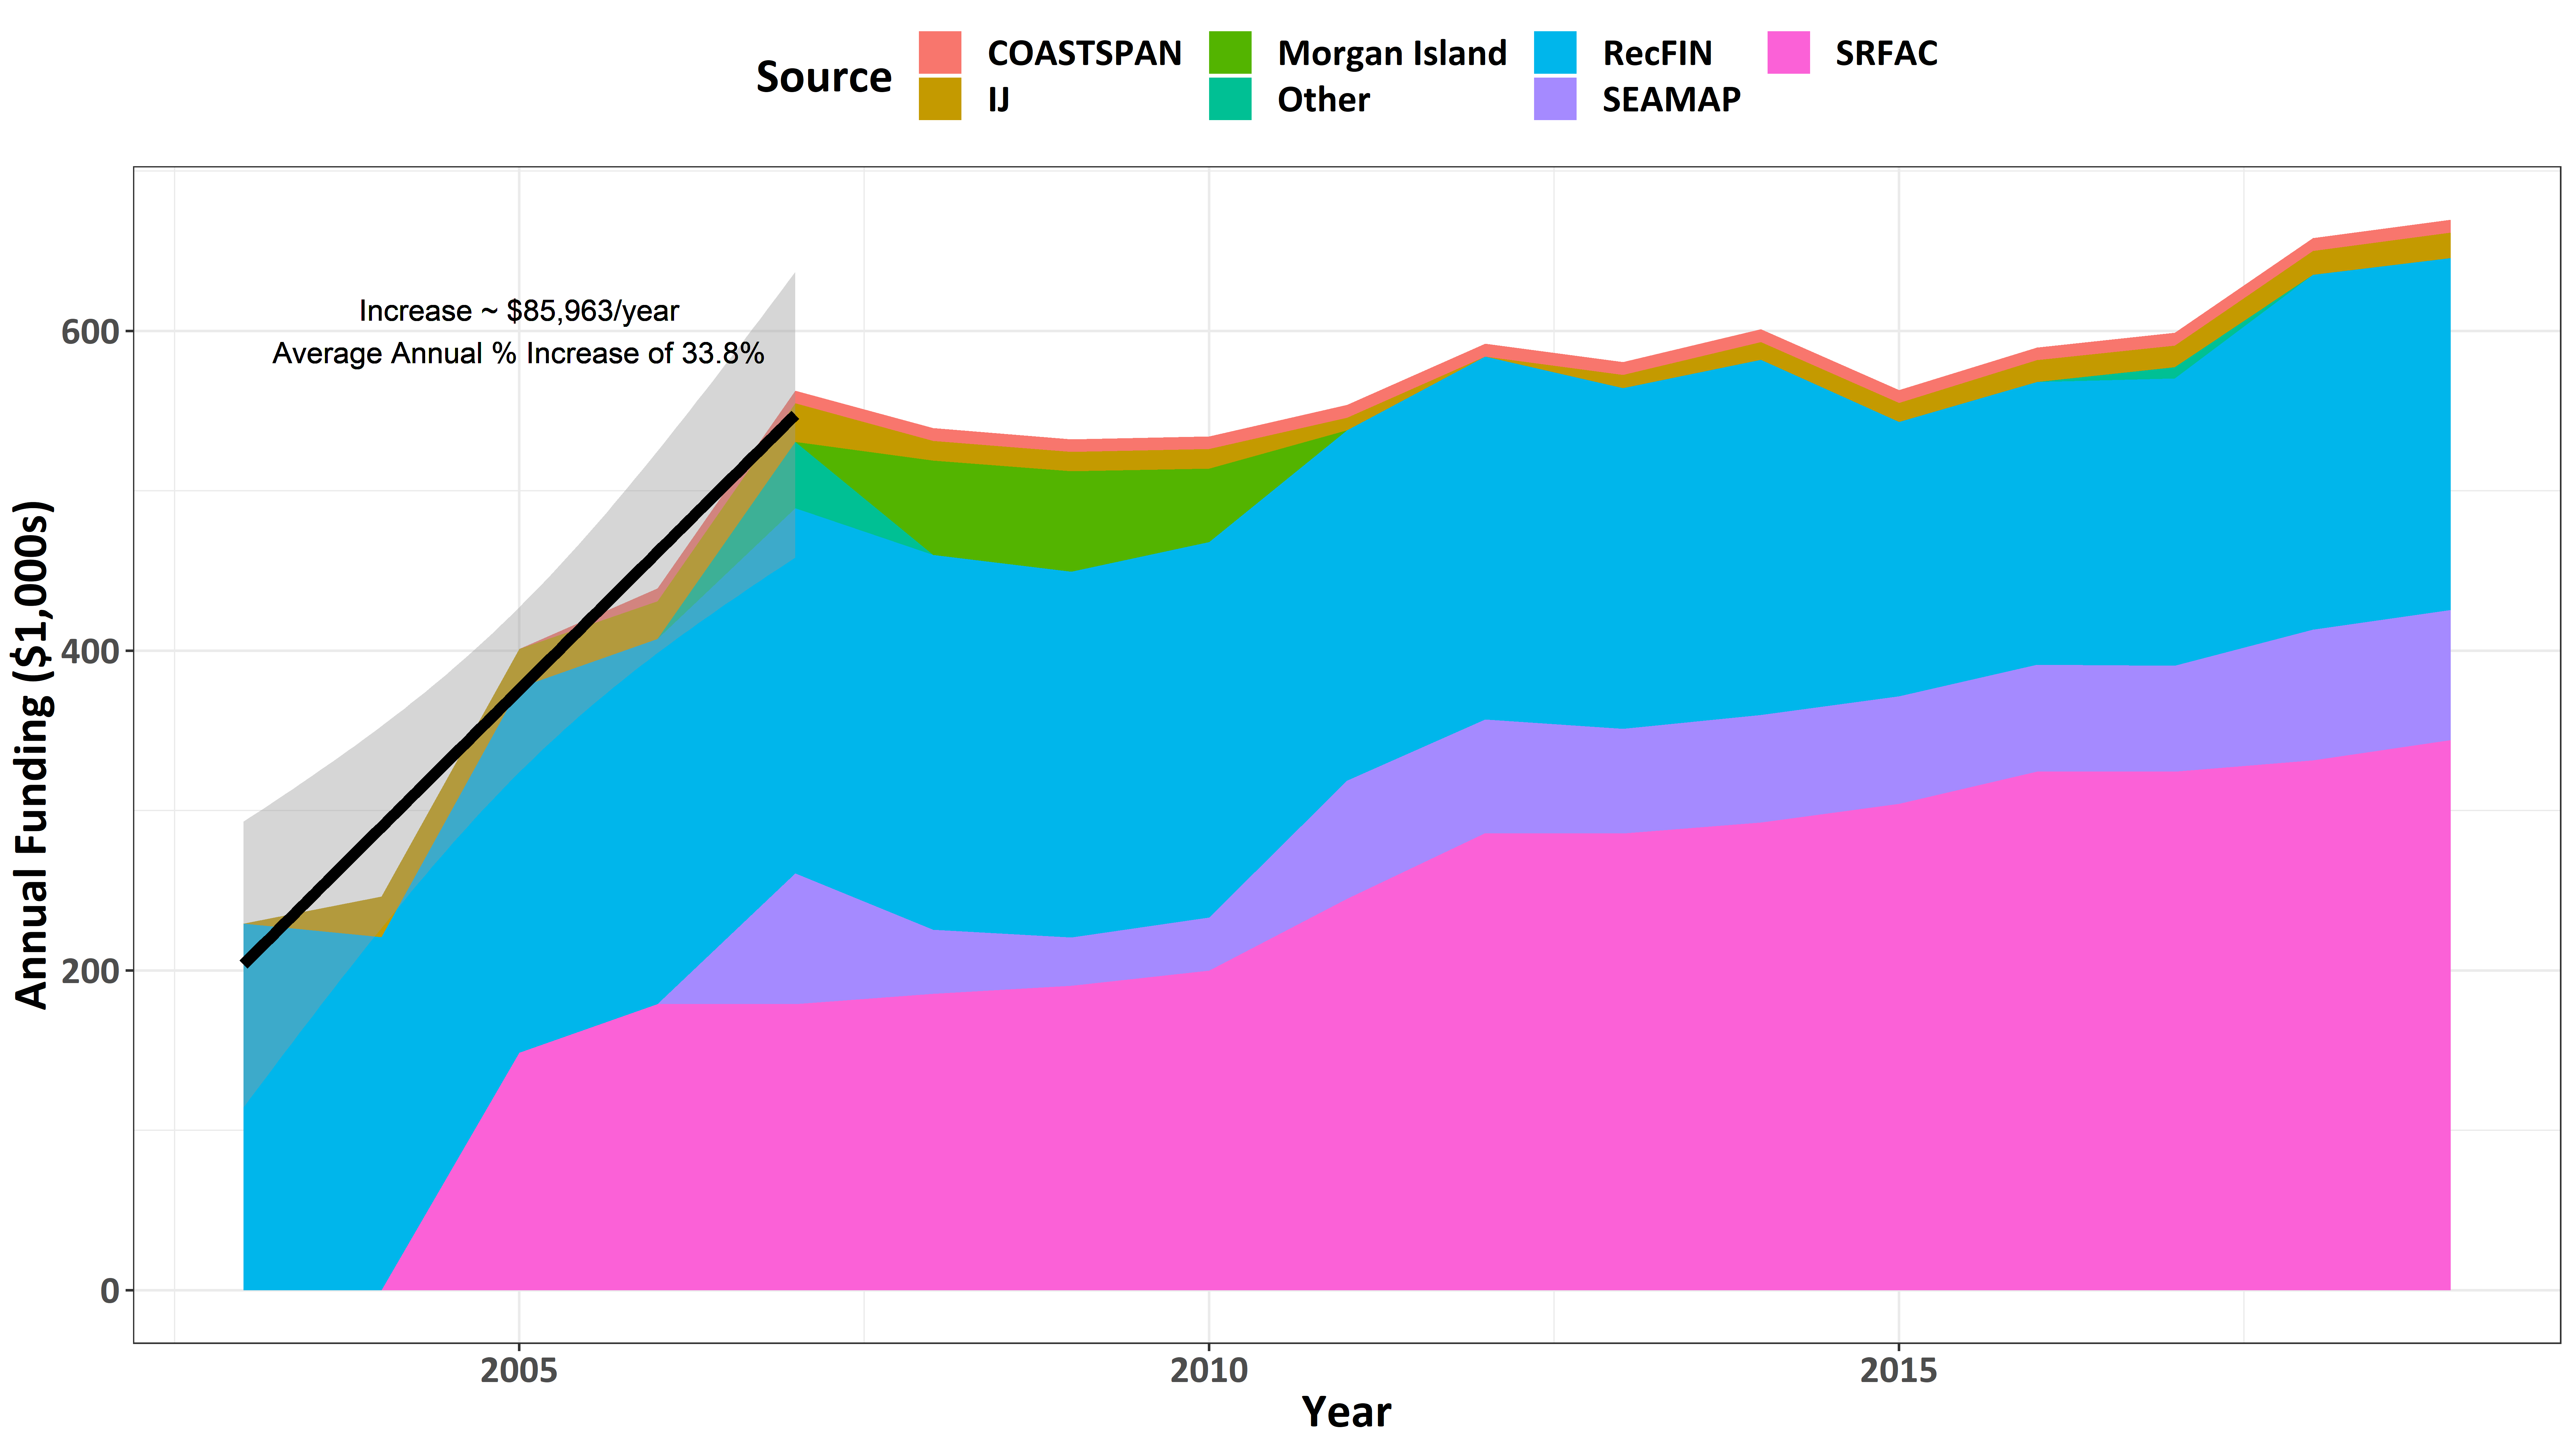 Source
COASTSPAN
IJ
Morgan Island
Other
RecFIN
SEAMAP
SRFAC
Increase ~ $85,963/year
Average Annual % Increase of 33.8%
Annual Funding ($1,000s)
600
400
200
0
2005
2010
2015
Year